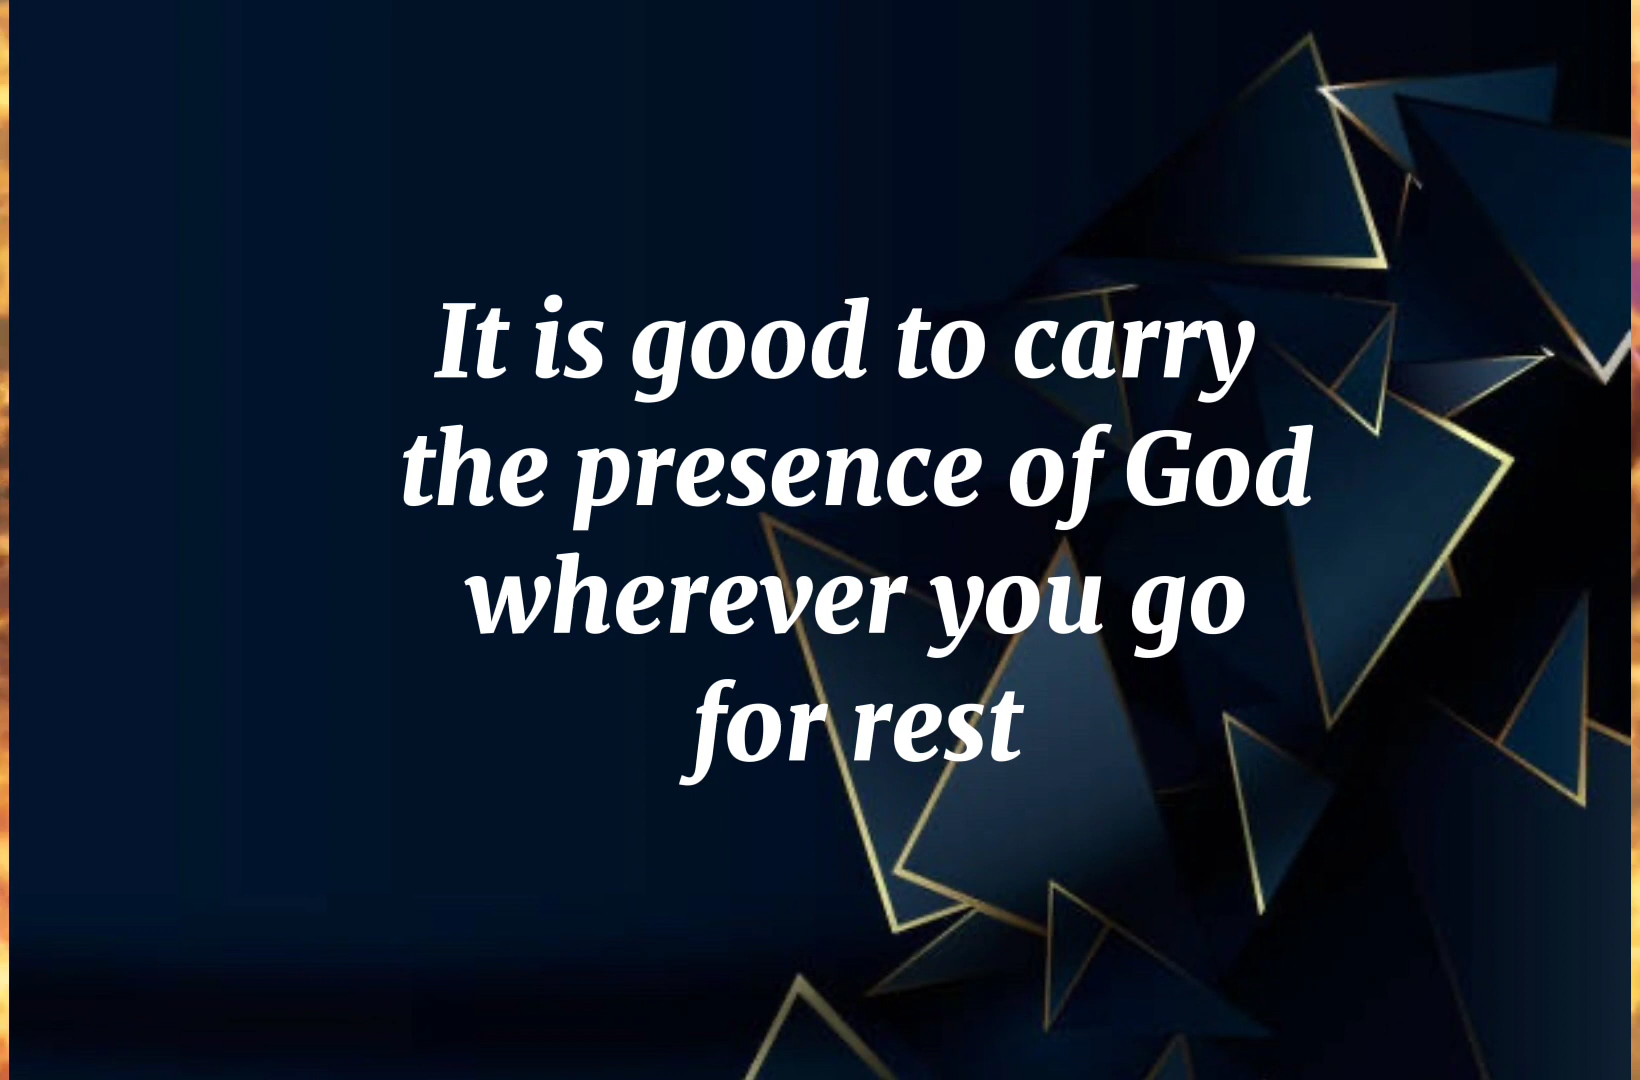 It is good to carry
the presence of God
wherever you go
for rest